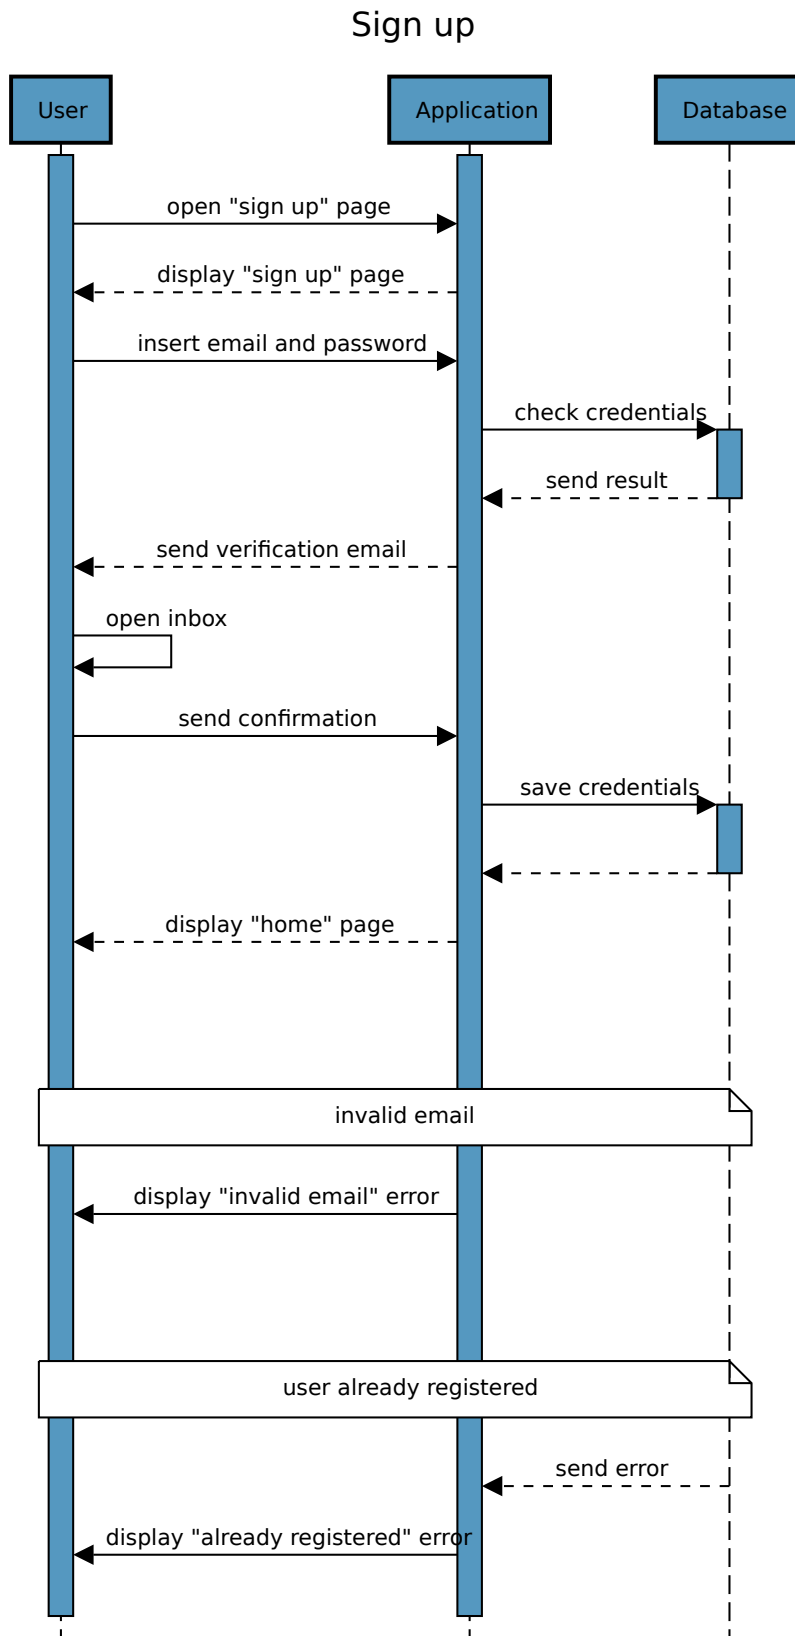 Sign up
User
Application
Database
open "sign up" page
display "sign up" page
insert email and password
check credentials
send result
send verification email
open inbox
send confirmation
save credentials
display "home" page
invalid email
display "invalid email" error
user already registered
send error
display "already registered" error